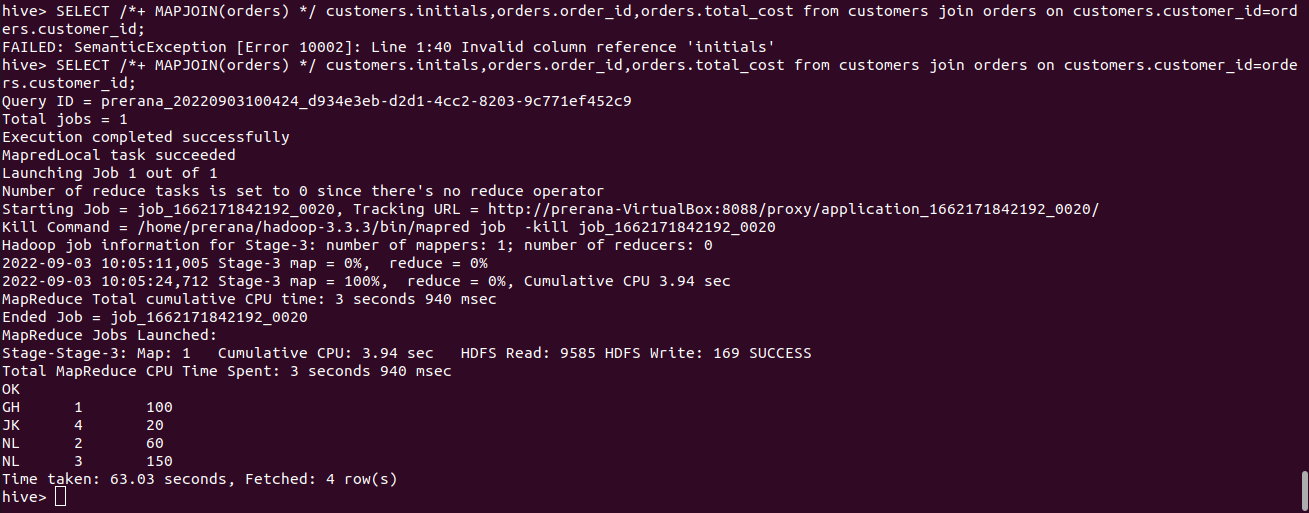 hive> SELECT /*+ MAPJOIN(orders) */ customers.initials,orders.order_id,orders.total_cost from customers join orders on customers.customer_id=ord
ers.customer_id;
FAILED: SemanticException [Error 10002]: Line 1:40 Invalid column reference 'initials'
hive> SELECT /*+ MAPJOIN(orders) */ customers.initals,orders.order_id,orders.total_cost from customers join orders on customers.customer_id=orde
rs.customer_id;
Query ID = prerana_20220903100424_d934e3eb-d2d1-4cc2-8203-9c771ef452c9
Total jobs = 1
Execution completed successfully
MapredLocal task succeeded
Launching Job 1 out of 1
Number of reduce tasks is set to 0 since there's no reduce operator
Starting Job = job_1662171842192_0020, Tracking URL = http://prerana-VirtualBox:8088/proxy/application_1662171842192_0020/
Kill Command = /home/prerana/hadoop-3.3.3/bin/mapred job  -kill job_1662171842192_0020
Hadoop job information for Stage-3: number of mappers: 1; number of reducers: 0
2022-09-03 10:05:11,005 Stage-3 map = 0%,  reduce = 0%
2022-09-03 10:05:24,712 Stage-3 map = 100%,  reduce = 0%, Cumulative CPU 3.94 sec
MapReduce Total cumulative CPU time: 3 seconds 940 msec
Ended Job = job_1662171842192_0020
MapReduce Jobs Launched:
Stage-Stage-3: Map: 1   Cumulative CPU: 3.94 sec   HDFS Read: 9585 HDFS Write: 169 SUCCESS
Total MapReduce CPU Time Spent: 3 seconds 940 msec
OK
GH	1	100
JK	4	20
NL	2	60
NL	3	150
Time taken: 63.03 seconds, Fetched: 4 row(s)
hive>